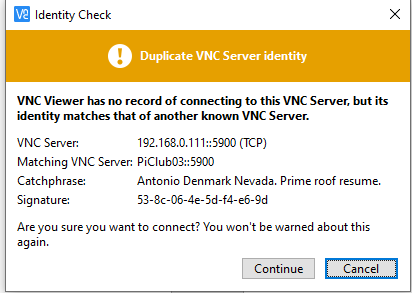 V2 Identity Check
Duplicate VNC Server identity
VNC Viewer has no record of connecting to this VNC Server, but its
identity matches that of another known VNC Server.
VNC Server: 192.168.0.111::5900 (TCP)
Matching VNC Server: PiClub03::5900
Catchphrase: Antonio Denmark Nevada. Prime roof resume.
Signature: 53-8c-06-4e-5d-f4-e6-9d
Are you sure you want to connect? You won't be warned about this
again.
Continue Cancel